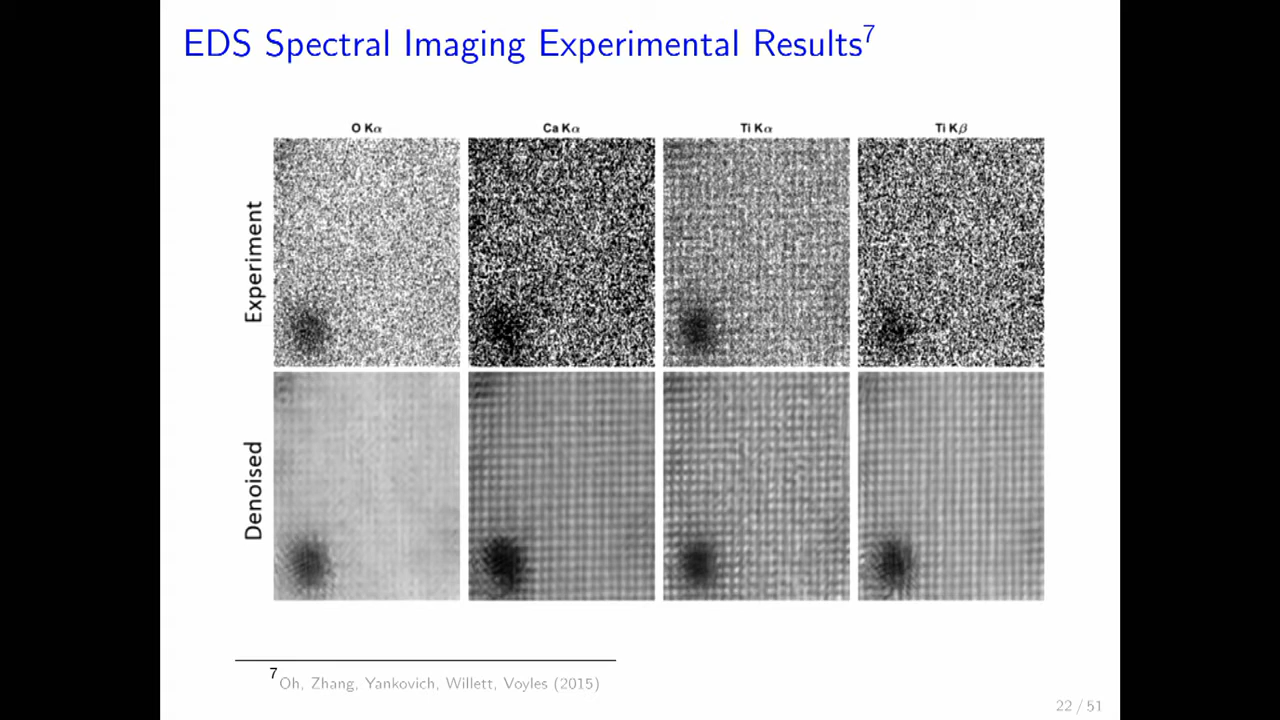 EDS Spectral Imaging Experimental Results⁷
O Kα Ca Kα Ti Kα Ti Kβ
Experiment
Denoised
⁷Oh, Zhang, Yankovich, Willett, Voyles (2015)
22 / 51